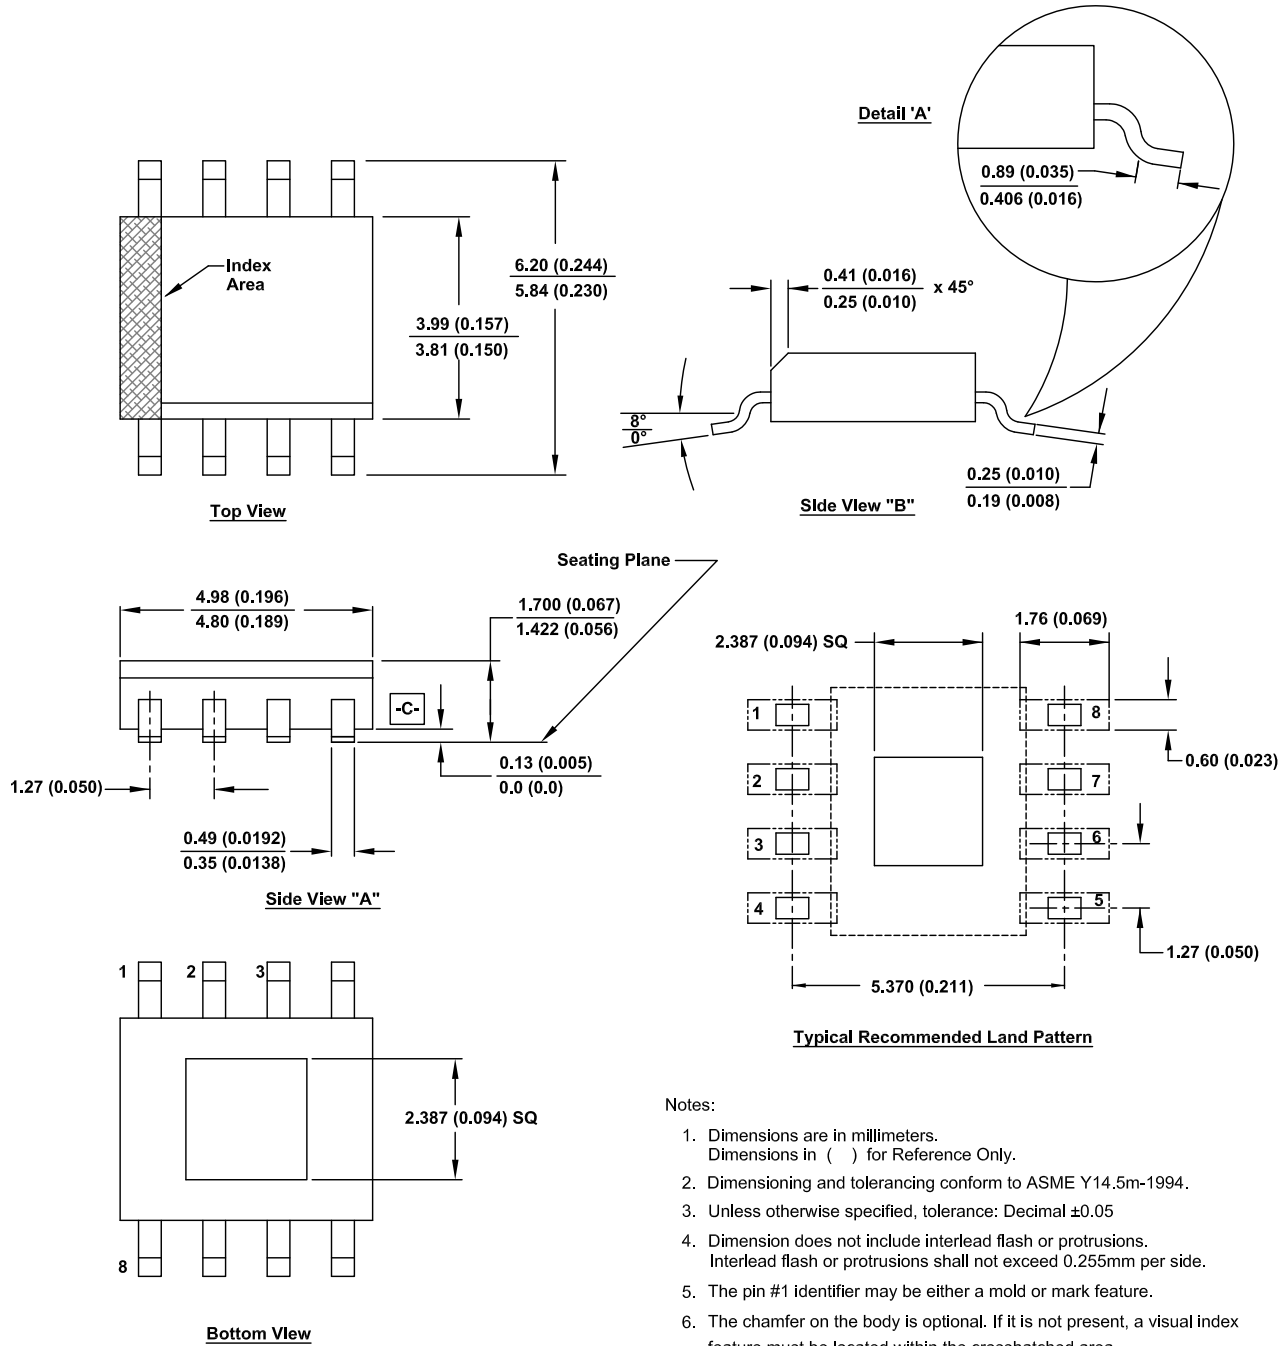 Detail 'A'
0.89 (0.035)
0.406 (0.016)
Index
Area
6.20 (0.244)
5.84 (0.230)
3.99 (0.157)
3.81 (0.150)
Top View
0.41 (0.016)
0.25 (0.010)
x 45°
8°
0°
0.25 (0.010)
0.19 (0.008)
Side View "B"
Seating Plane
4.98 (0.196)
4.80 (0.189)
1.700 (0.067)
1.422 (0.056)
-C-
0.13 (0.005)
0.0 (0.0)
1.27 (0.050)
0.49 (0.0192)
0.35 (0.0138)
Side View "A"
2.387 (0.094) SQ
1.76 (0.069)
1
8
0.60 (0.023)
2
7
3
6
4
5
1.27 (0.050)
5.370 (0.211)
Typical Recommended Land Pattern
1
2
3
2.387 (0.094) SQ
8
Bottom View
Notes:
1. Dimensions are in millimeters.
Dimensions in ( ) for Reference Only.
2. Dimensioning and tolerancing conform to ASME Y14.5m-1994.
3. Unless otherwise specified, tolerance: Decimal ±0.05
4. Dimension does not include interlead flash or protrusions.
Interlead flash or protrusions shall not exceed 0.255mm per side.
5. The pin #1 identifier may be either a mold or mark feature.
6. The chamfer on the body is optional. If it is not present, a visual index
feature must be located within the crosshatched area.